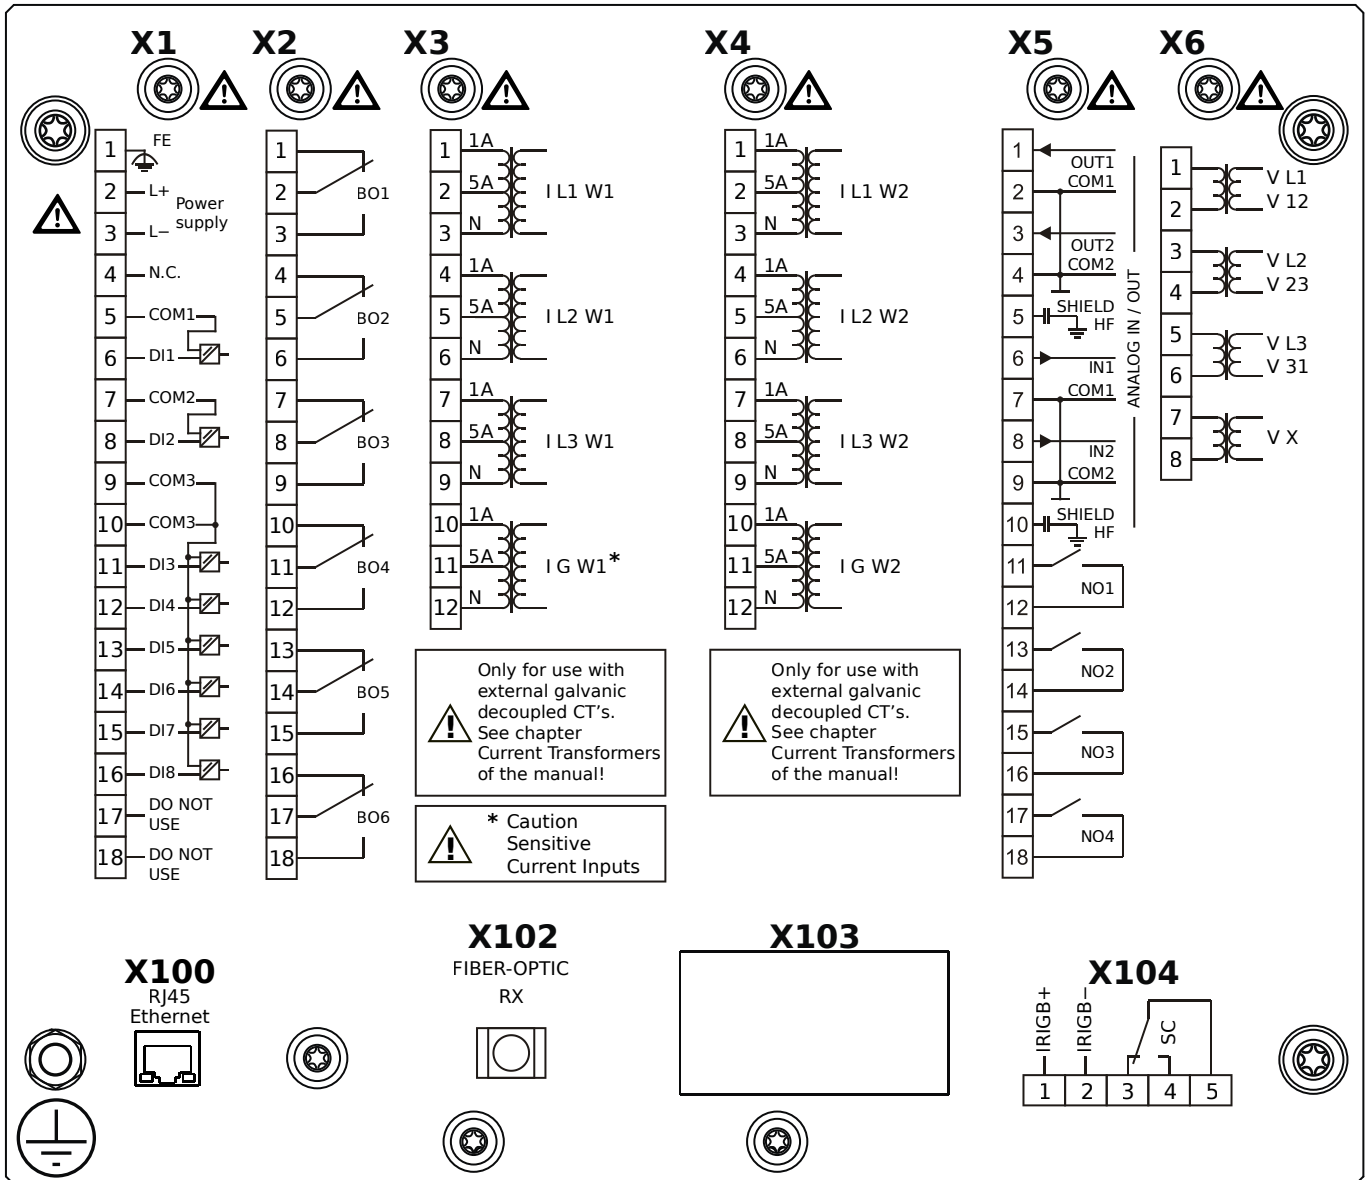 X1
X2
X3
X4
X5
X6
1 FE
2 L+
Power
supply
3 L−
4 N.C.
5 COM1
6 DI1
7 COM2
8 DI2
9 COM3
10 COM3
11 DI3
12 DI4
13 DI5
14 DI6
15 DI7
16 DI8
17 DO NOT
USE
18 DO NOT
USE
1
2 BO1
3
4
5 BO2
6
7
8 BO3
9
10
11 BO4
12
13
14 BO5
15
16
17 BO6
18
1 1A
2 5A I L1 W1
3 N
4 1A
5 5A I L2 W1
6 N
7 1A
8 5A I L3 W1
9 N
10 1A
11 5A I G W1*
12 N
Only for use with
external galvanic
decoupled CT's.
See chapter
Current Transformers
of the manual!
* Caution
Sensitive
Current Inputs
1 1A
2 5A I L1 W2
3 N
4 1A
5 5A I L2 W2
6 N
7 1A
8 5A I L3 W2
9 N
10 1A
11 5A I G W2
12 N
Only for use with
external galvanic
decoupled CT's.
See chapter
Current Transformers
of the manual!
1 OUT1
2 COM1
3 OUT2
4 COM2
5 SHIELD
HF
6 IN1
7 COM1
8 IN2
9 COM2
10 SHIELD
HF
ANALOG IN / OUT
11
NO1
12
13
NO2
14
15
NO3
16
17
NO4
18
1 V L1
2 V 12
3 V L2
4 V 23
5 V L3
6 V 31
7
V X
8
X100
RJ45
Ethernet
X102
FIBER-OPTIC
RX
X103
X104
IRIGB+
IRIGB−
SC
1 2 3 4 5